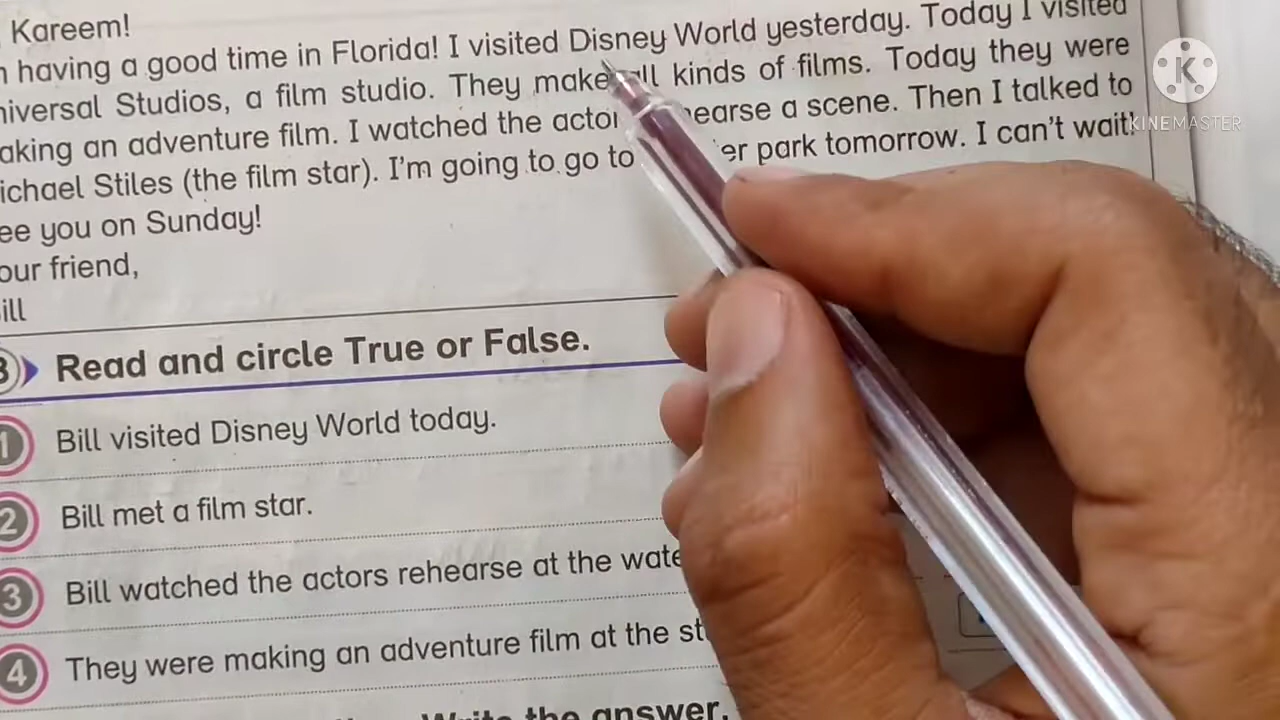 Kareem!
having a good time in Florida! I visited Disney World yesterday. Today I visited
niversal Studios, a film studio. They make all kinds of films. Today they were
aking an adventure film. I watched the actor earse a scene. Then I talked to
ichael Stiles (the film star). I'm going to go to er park tomorrow. I can't wait!
ee you on Sunday!
our friend,
ill
Read and circle True or False.
1 Bill visited Disney World today.
2 Bill met a film star.
3 Bill watched the actors rehearse at the wate
4 They were making an adventure film at the st
Write the answer.
K
KINEMASTER